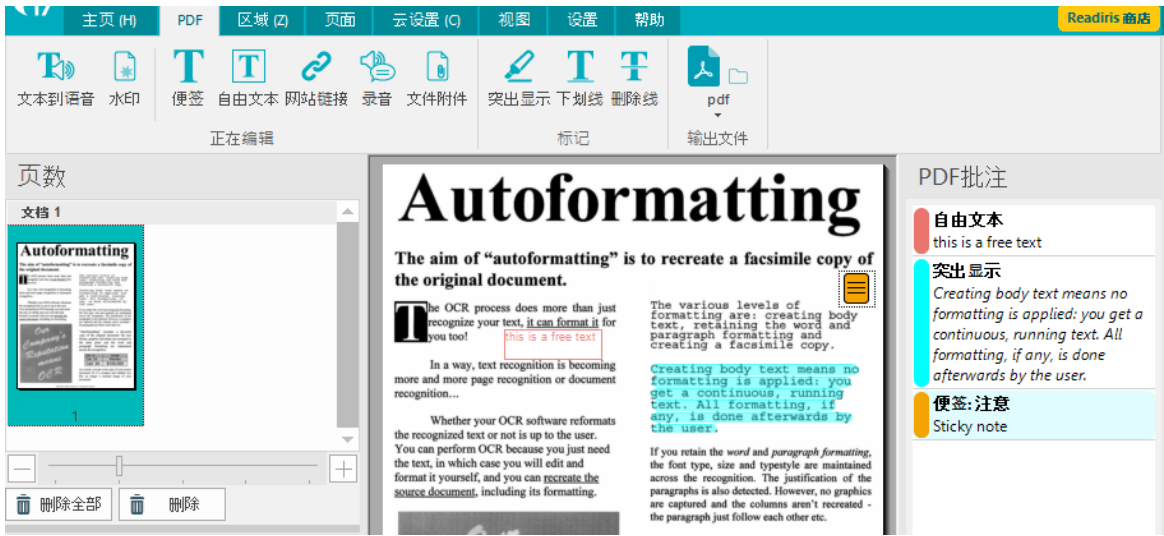 主页 (H) PDF 区域 (Z) 页面 云设置 (C) 视图 设置 帮助 Readiris 商店
文本到语音 水印 便签 自由文本 网站链接 录音 文件附件 突出显示 下划线 删除线 pdf
正在编辑 标记 输出文件
页数
文档 1
Autoformatting
1
删除全部 删除
Autoformatting
The aim of “autoformatting” is to recreate a facsimile copy of
the original document.
The OCR process does more than just
recognize your text, it can format it for
you too!
this is a free text
In a way, text recognition is becoming
more and more page recognition or document
recognition...
Whether your OCR software reformats
the recognized text or not is up to the user.
You can perform OCR because you just need
the text, in which case you will edit and
format it yourself, and you can recreate the
source document, including its formatting.
The various levels of
formatting are: creating body
text, retaining the word and
paragraph formatting and
creating a facsimile copy.
Creating body text means no
formatting is applied: you
get a continuous, running
text. All formatting, if
any, is done afterwards by
the user.
If you retain the word and paragraph formatting,
the font type, size and typestyle are maintained
across the recognition. The justification of the
paragraphs is also detected. However, no graphics
are captured and the columns aren't recreated -
the paragraph just follow each other etc.
PDF批注
自由文本
this is a free text
突出显示
Creating body text means no
formatting is applied: you get a
continuous, running text. All
formatting, if any, is done
afterwards by the user.
便签:注意
Sticky note